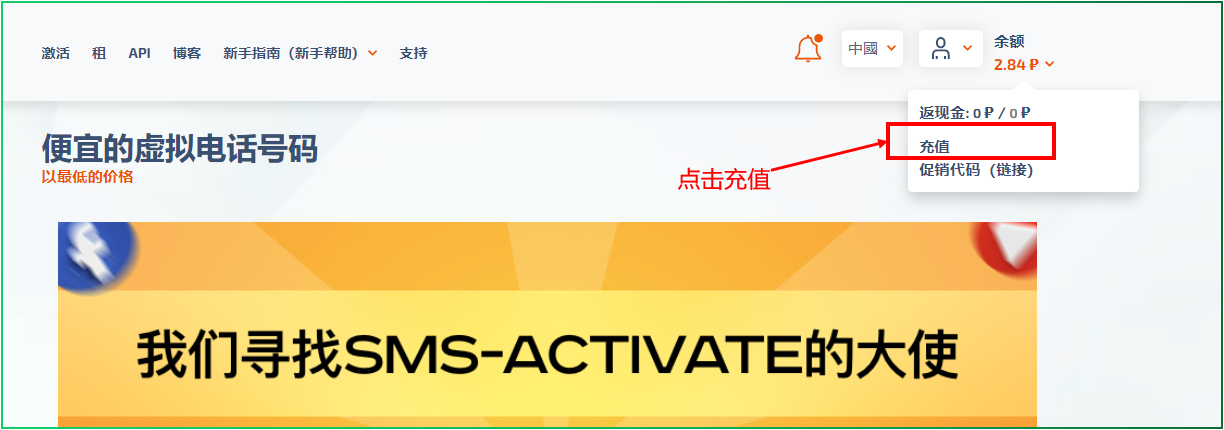 激活 租 API 博客 新手指南（新手帮助） 支持
中國
余额
2.84 ₽
返现金: 0 ₽ / 0 ₽
充值
促销代码（链接）
便宜的虚拟电话号码
以最低的价格
点击充值
我们寻找SMS-ACTIVATE的大使